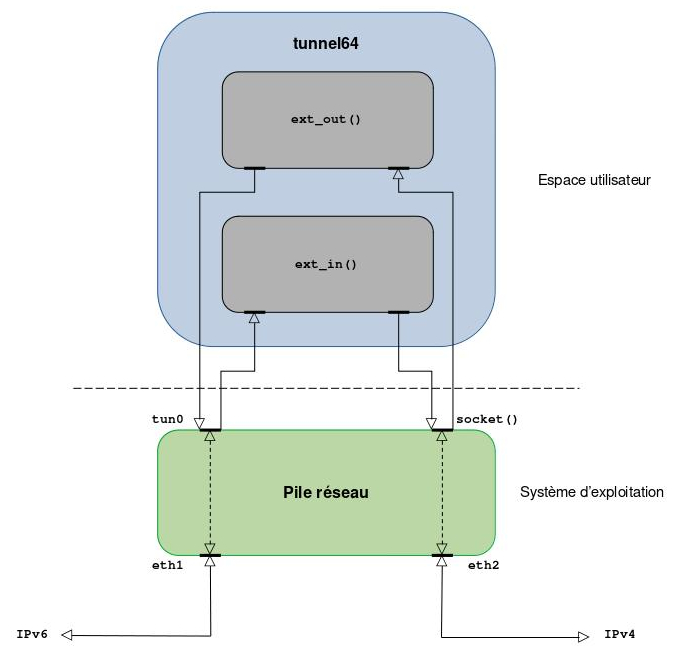 tunnel64
ext_out()
Espace utilisateur
ext_in()
tun0
socket()
Pile réseau
Système d'exploitation
eth1
eth2
IPv6
IPv4